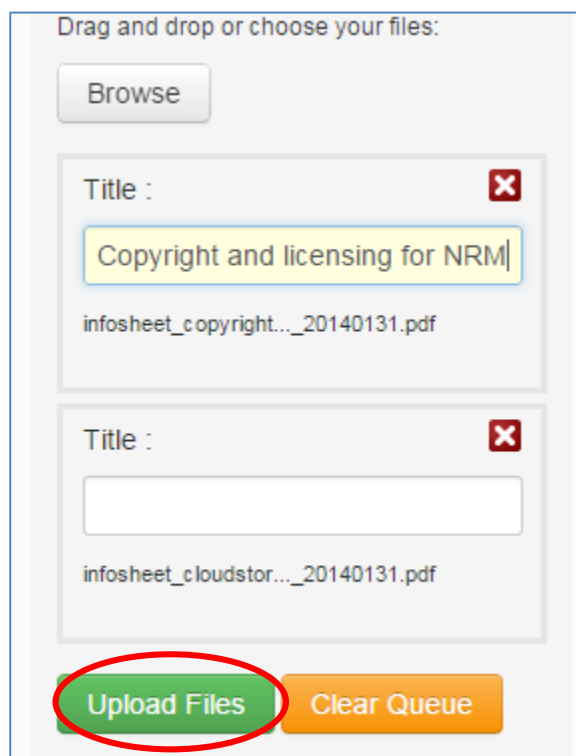 Drag and drop or choose your files:
Browse
Title :
Copyright and licensing for NRM
infosheet_copyright..._20140131.pdf
Title :
infosheet_cloudstor..._20140131.pdf
Upload Files Clear Queue